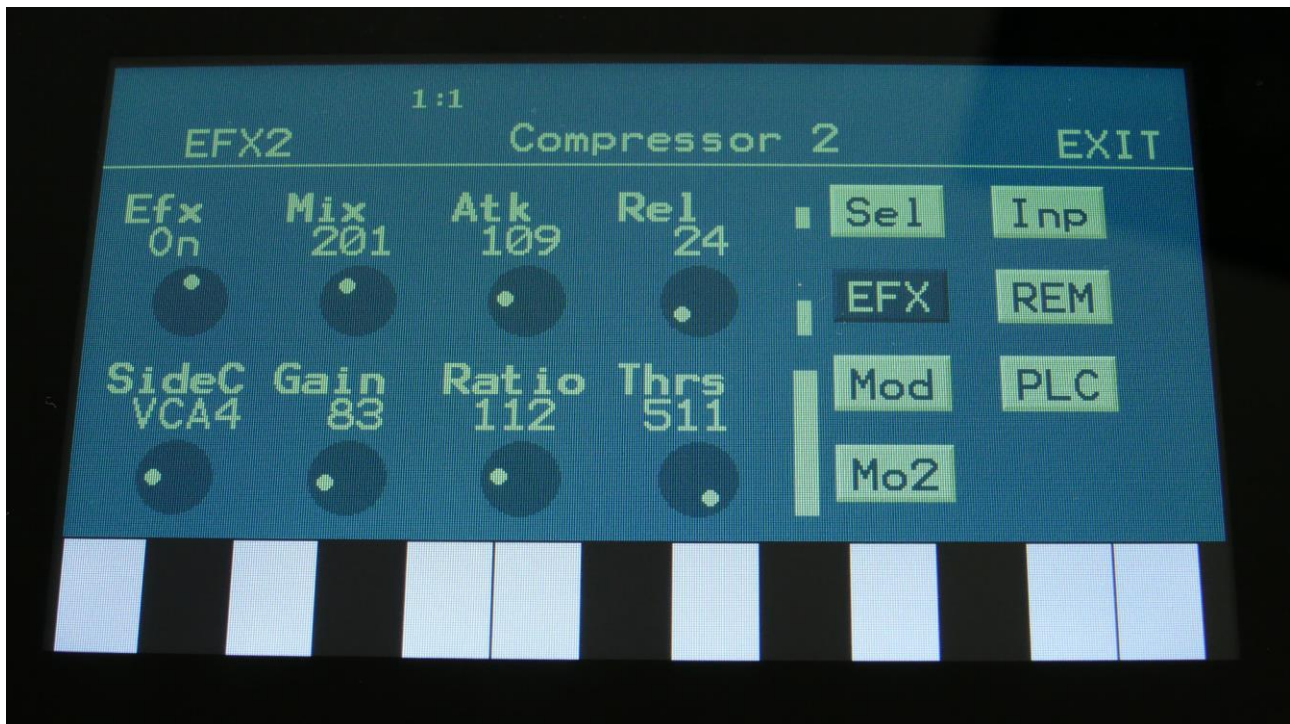 1:1
EFX2 Compressor 2 EXIT
Efx Mix Atk Rel Sel Inp
On 201 109 24
EFX REM
SideC Gain Ratio Thrs Mod PLC
VCA4 83 112 511
Mo2